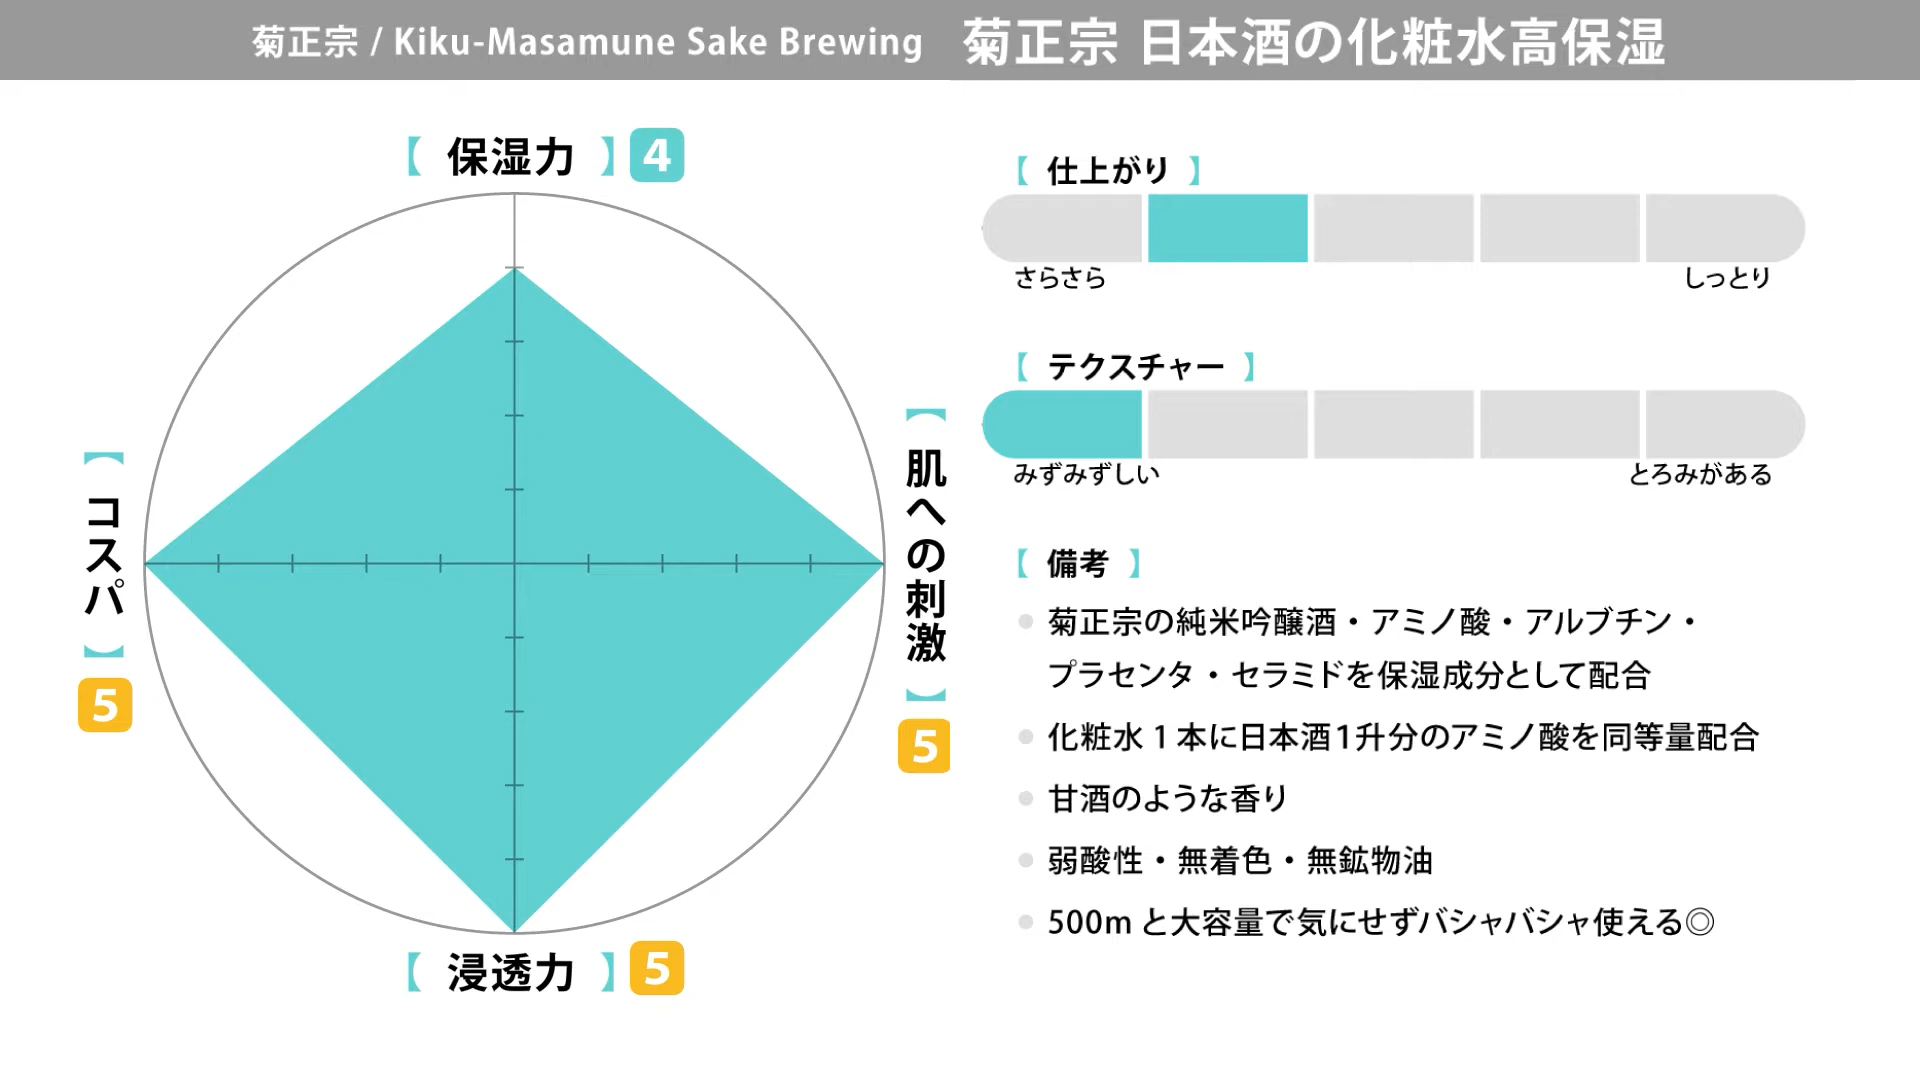 菊正宗 / Kiku-Masamune Sake Brewing 菊正宗 日本酒の化粧水高保湿
【 保湿力 】 4
【 コスパ 】 5
【 肌への刺激 】 5
【 浸透力 】 5
【 仕上がり 】
さらさら しっとり
【 テクスチャー 】
みずみずしい とろみがある
【 備考 】
菊正宗の純米吟醸酒・アミノ酸・アルブチン・
プラセンタ・セラミドを保湿成分として配合
化粧水1本に日本酒1升分のアミノ酸を同等量配合
甘酒のような香り
弱酸性・無着色・無鉱物油
500mと大容量で気にせずバシャバシャ使える◎